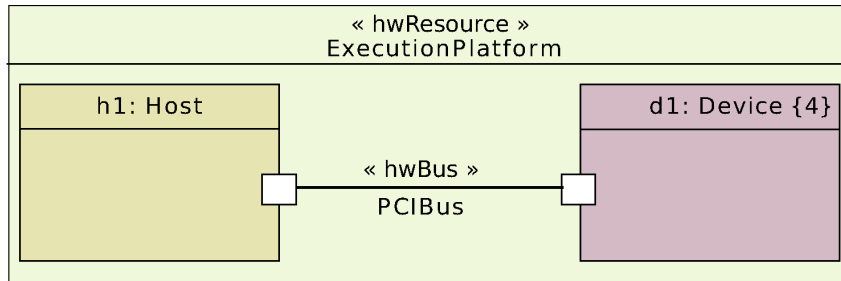 « hwResource »
ExecutionPlatform
h1: Host
d1: Device {4}
« hwBus »
PCIBus